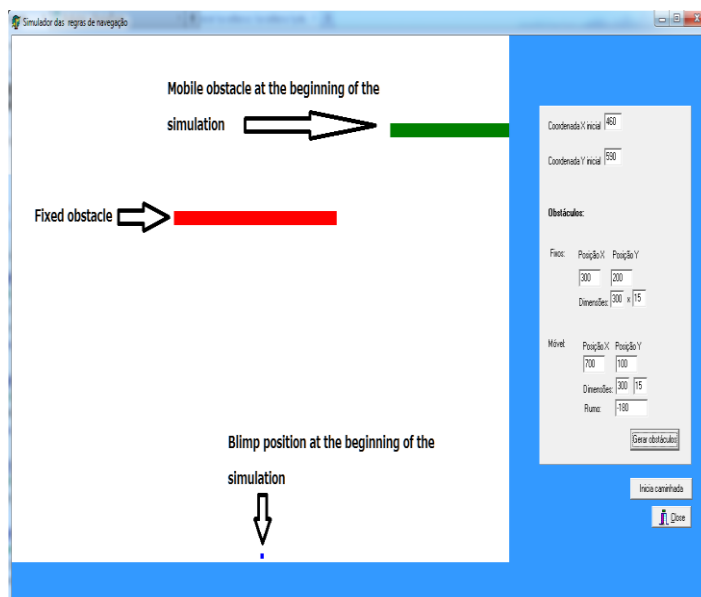 Simulador das regras de navegação
Mobile obstacle at the beginning of the
simulation
Fixed obstacle
Blimp position at the beginning of the
simulation
Coordenada X inicial 460
Coordenada Y inicial 590
Obstáculos:
Fixos: Posição X Posição Y
300 200
Dimensões: 300 x 15
Móvel: Posição X Posição Y
700 100
Dimensões: 300 15
Rumo: -180
Gerar obstáculos
Inicia caminhada
Close